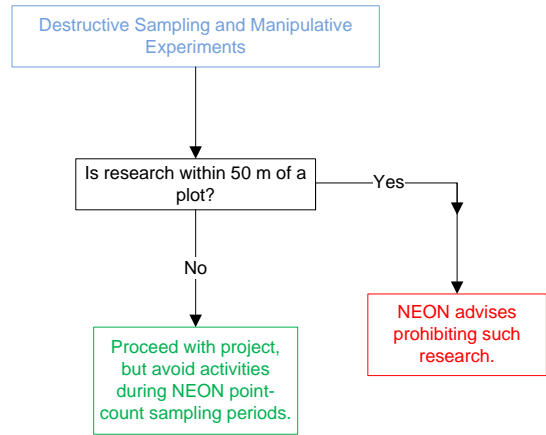 Destructive Sampling and Manipulative
Experiments
Is research within 50 m of a
plot?
Yes
No
NEON advises
prohibiting such
research.
Proceed with project,
but avoid activities
during NEON point-
count sampling periods.